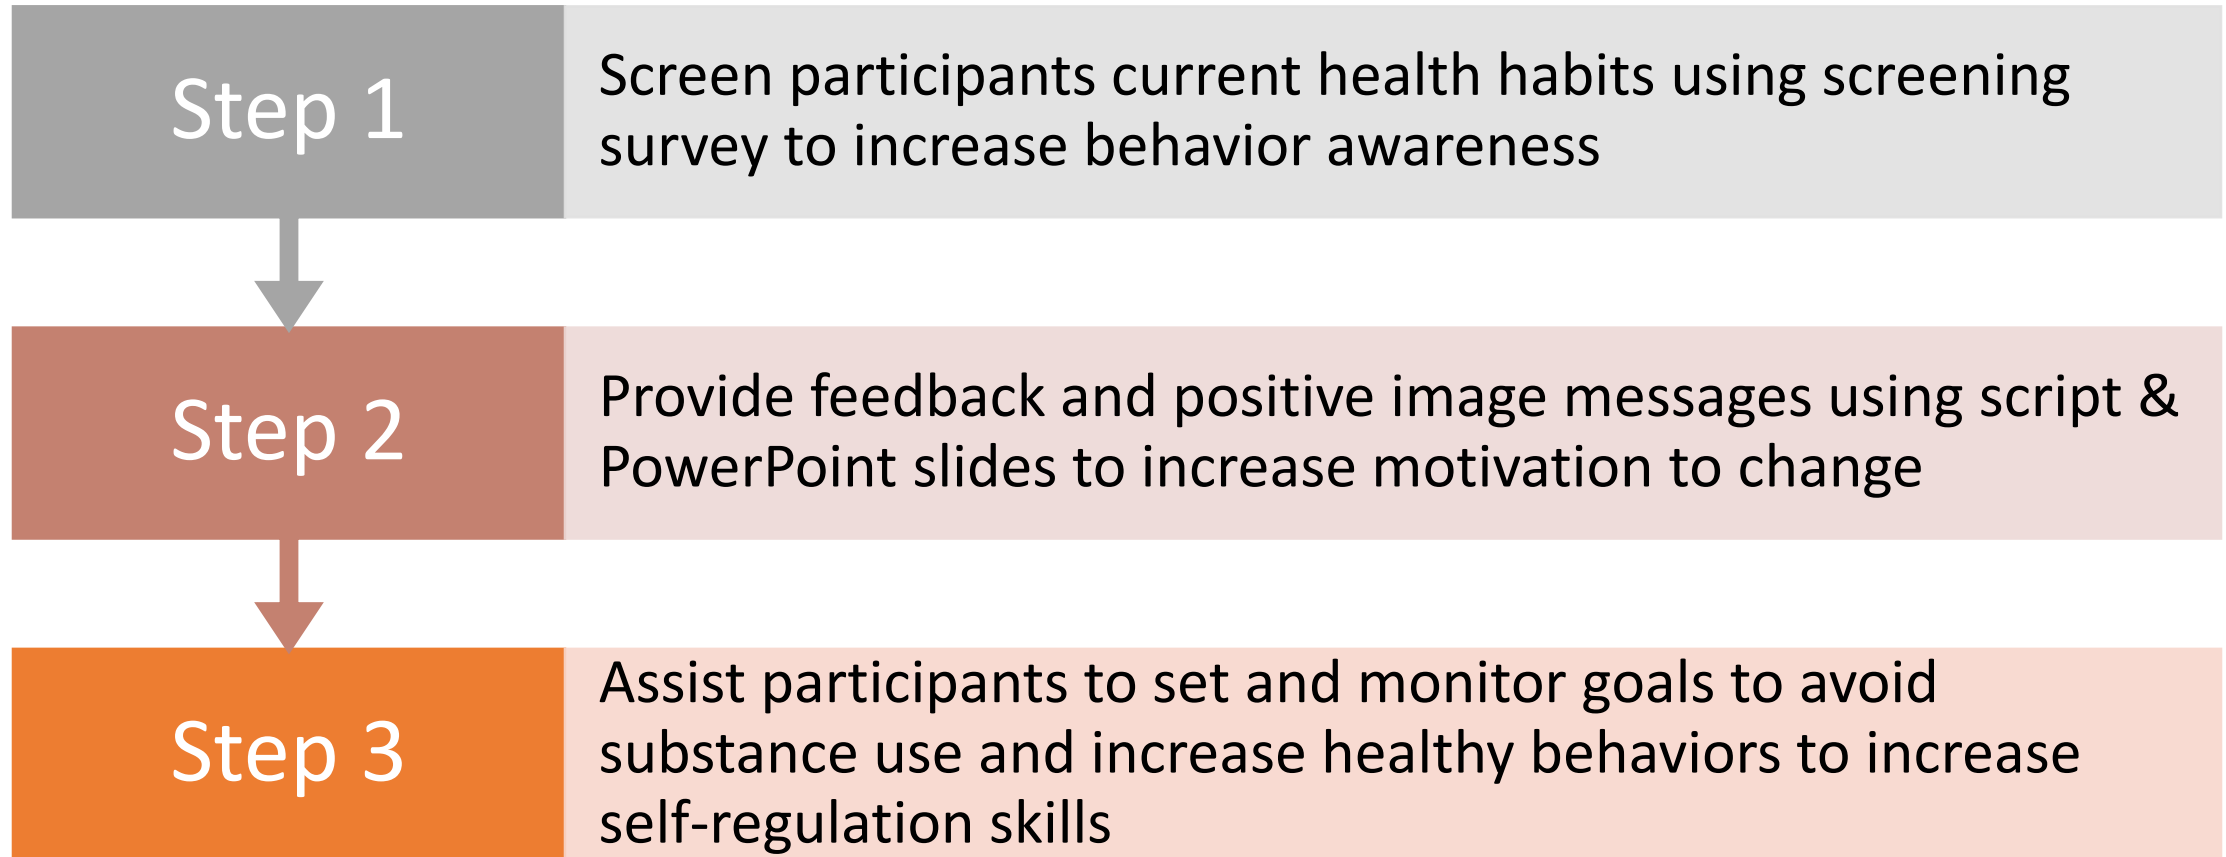 Step 1
Screen participants current health habits using screening
survey to increase behavior awareness
Step 2
Provide feedback and positive image messages using script &
PowerPoint slides to increase motivation to change
Step 3
Assist participants to set and monitor goals to avoid
substance use and increase healthy behaviors to increase
self-regulation skills